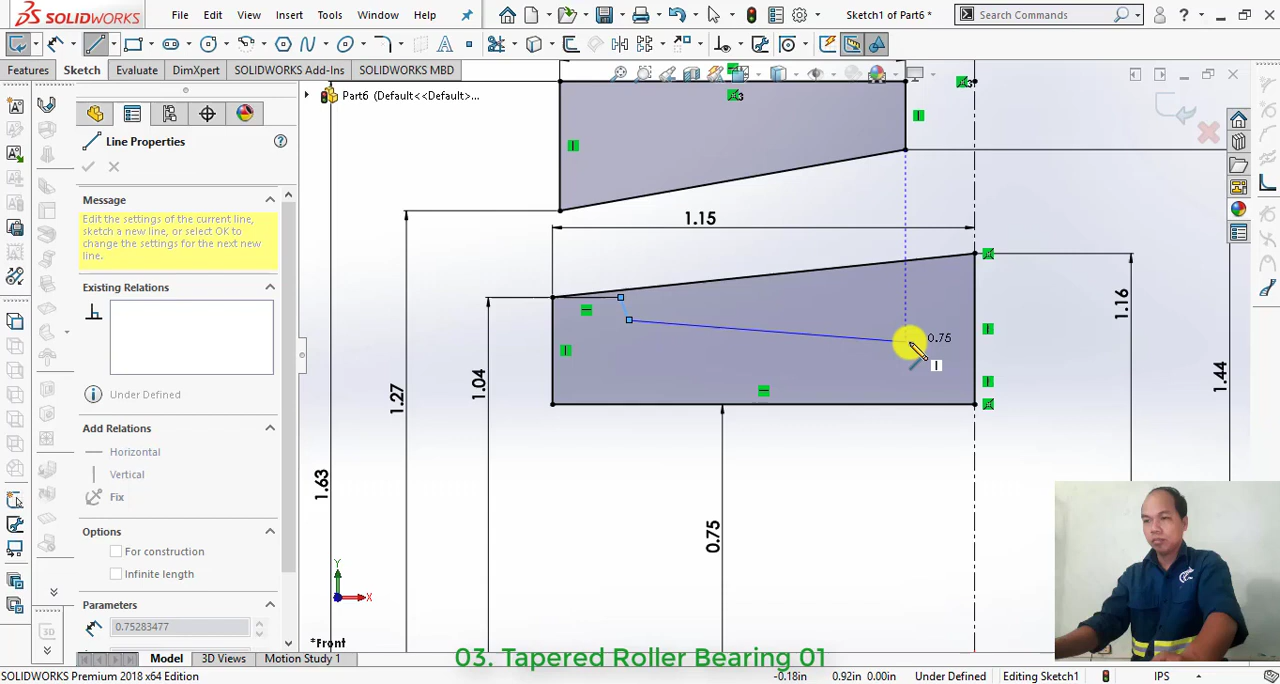 SOLIDWORKS File Edit View Insert Tools Window Help Sketch1 of Part6 * Search Commands ?
Features Sketch Evaluate DimXpert SOLIDWORKS Add-Ins SOLIDWORKS MBD
Part6 (Default<<Default>...
Line Properties
Message
Edit the settings of the current line,
sketch a new line, or select OK to
change the settings for the next new
line.
Existing Relations
Under Defined
Add Relations
Horizontal
Vertical
Fix
Options
For construction
Infinite length
Parameters
0.75283477
3
3
1.15
1.16
0.75
1.27
1.04
1.44
1.63
0.75
Y
X
*Front
3D
Model 3D Views Motion Study 1
03. Tapered Roller Bearing 01
SOLIDWORKS Premium 2018 x64 Edition -0.18in 0.92in 0.00in Under Defined Editing Sketch1 IPS